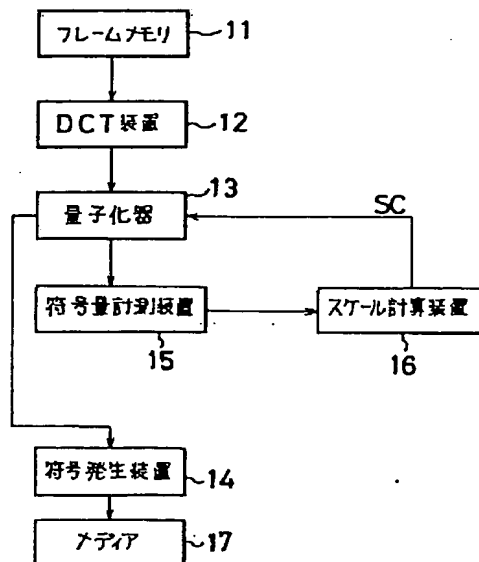 フレームメモリ
11
DCT装置
12
13
量子化器
SC
符号量計測装置
15
スケール計算装置
16
符号発生装置
14
メディア
17